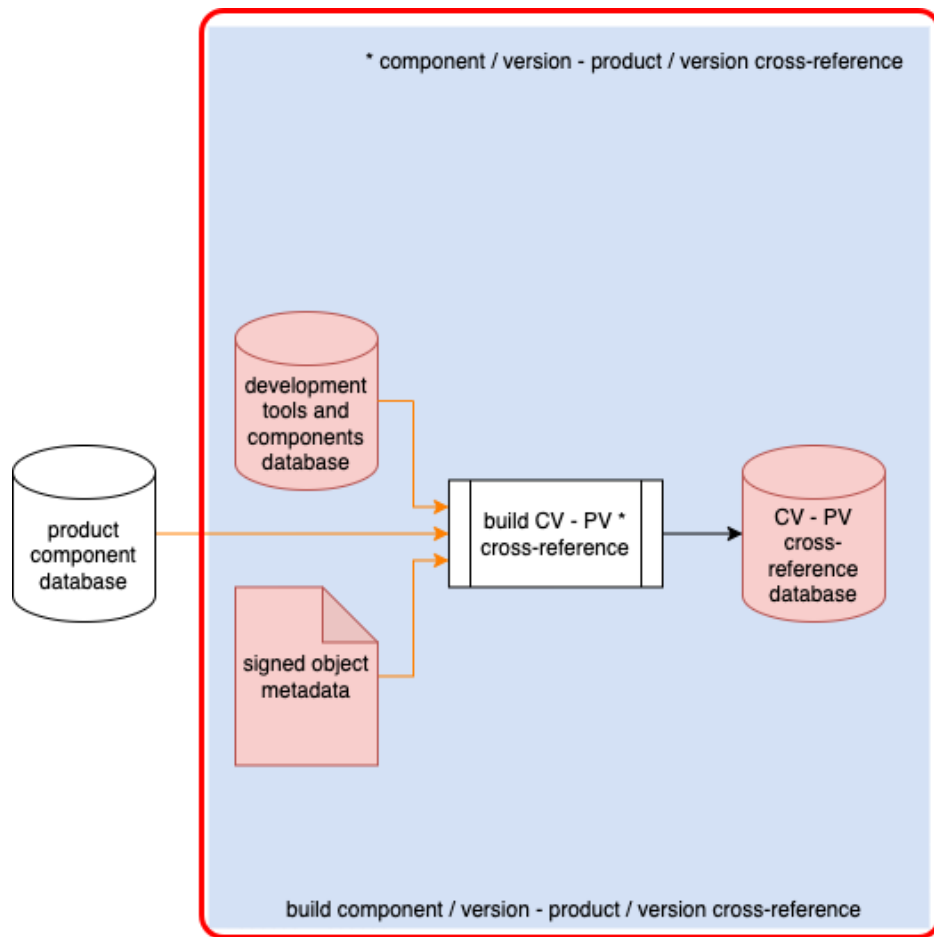 * component / version - product / version cross-reference
development
tools and
components
database
product
component
database
build CV - PV *
cross-reference
CV - PV
cross-
reference
database
signed object
metadata
build component / version - product / version cross-reference